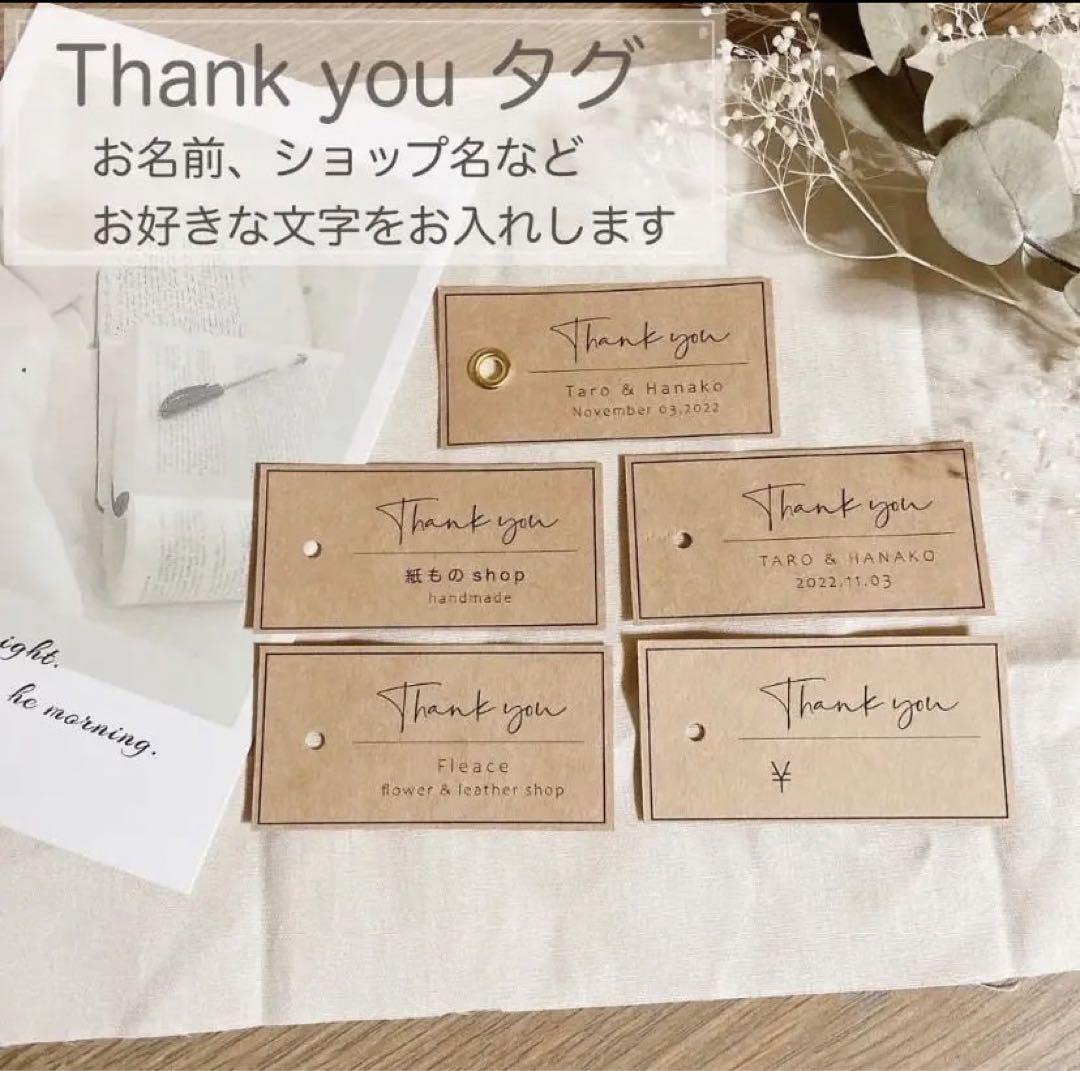 Thank you タグ
お名前、ショップ名など
お好きな文字をお入れします
Thank you
Taro & Hanako
November 03,2022
Thank you
紙もの shop
handmade
Thank you
TARO & HANAKO
2022.11.03
Thank you
Fleace
flower & leather shop
Thank you
¥
ight.
he morning.